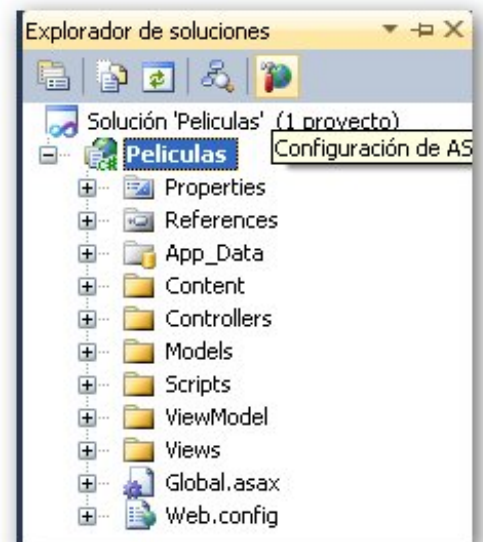 Explorador de soluciones
Solución 'Peliculas' (1 proyecto)
Configuración de AS
Peliculas
Properties
References
App_Data
Content
Controllers
Models
Scripts
ViewModel
Views
Global.asax
Web.config